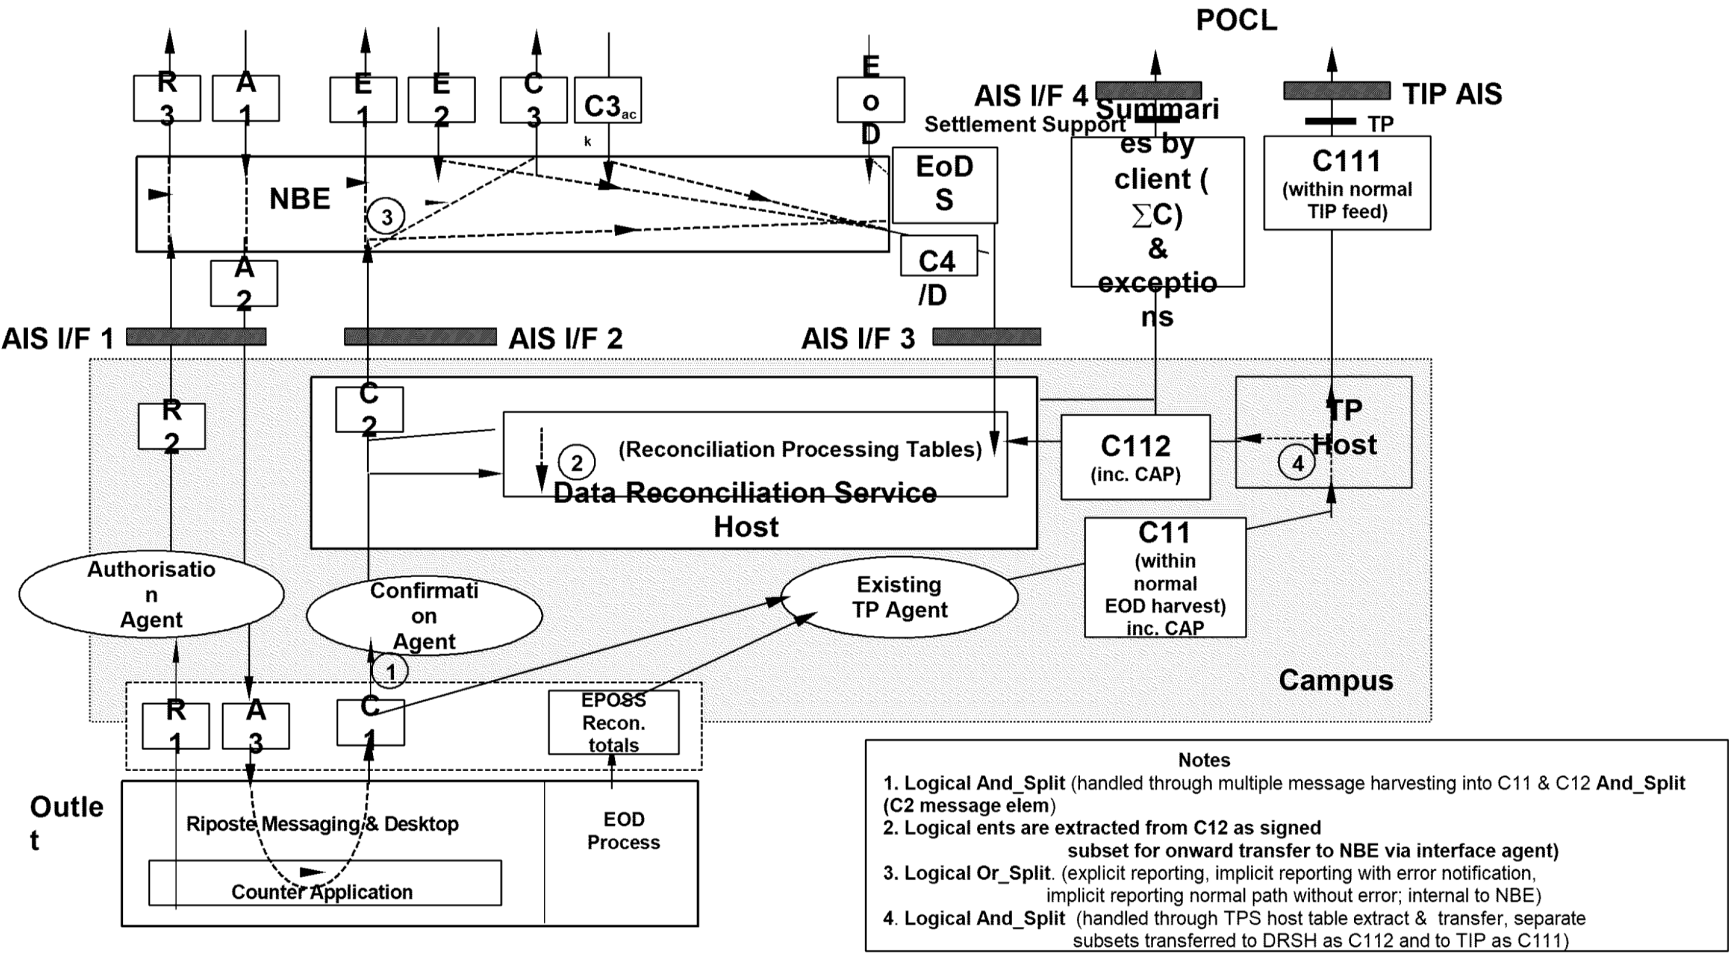 POCL
R
3
A
1
E
1
E
2
C
3
C3ac
k
E
o
D
AIS I/F 4
Settlement Support
TIP AIS
TP
Summari
es by
client (
∑C)
&
exceptio
ns
C111
(within normal
TIP feed)
NBE
3
EoD
S
C4
/D
A
2
AIS I/F 1
AIS I/F 2
AIS I/F 3
R
2
C
2
2
(Reconciliation Processing Tables)
Data Reconciliation Service
Host
C112
(inc. CAP)
TP
Host
4
C11
(within
normal
EOD harvest)
inc. CAP
Authorisatio
n
Agent
Confirmati
on
Agent
Existing
TP Agent
1
Campus
R
1
A
3
C
1
EPOSS
Recon.
totals
Outle
t
Riposte Messaging & Desktop
Counter Application
EOD
Process
Notes
1. Logical And_Split (handled through multiple message harvesting into C11 & C12 And_Split
(C2 message elem)
2. Logical ents are extracted from C12 as signed
subset for onward transfer to NBE via interface agent)
3. Logical Or_Split. (explicit reporting, implicit reporting with error notification,
implicit reporting normal path without error; internal to NBE)
4. Logical And_Split (handled through TPS host table extract & transfer, separate
subsets transferred to DRSH as C112 and to TIP as C111)